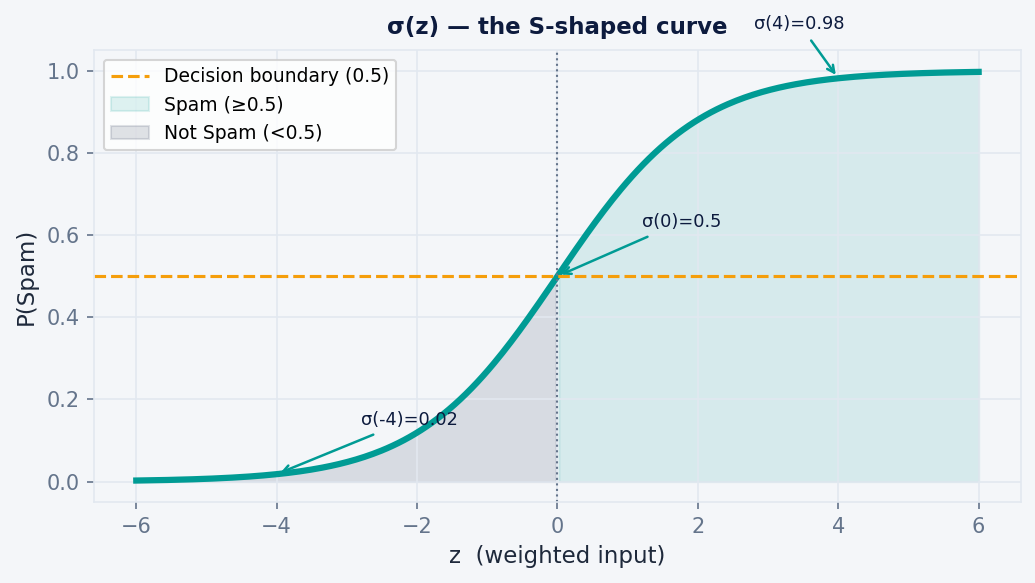 σ(z) — the S-shaped curve
σ(4)=0.98
Decision boundary (0.5)
Spam (≥0.5)
Not Spam (<0.5)
σ(0)=0.5
σ(-4)=0.02
P(Spam)
1.0
0.8
0.6
0.4
0.2
0.0
−6
−4
−2
0
2
4
6
z (weighted input)